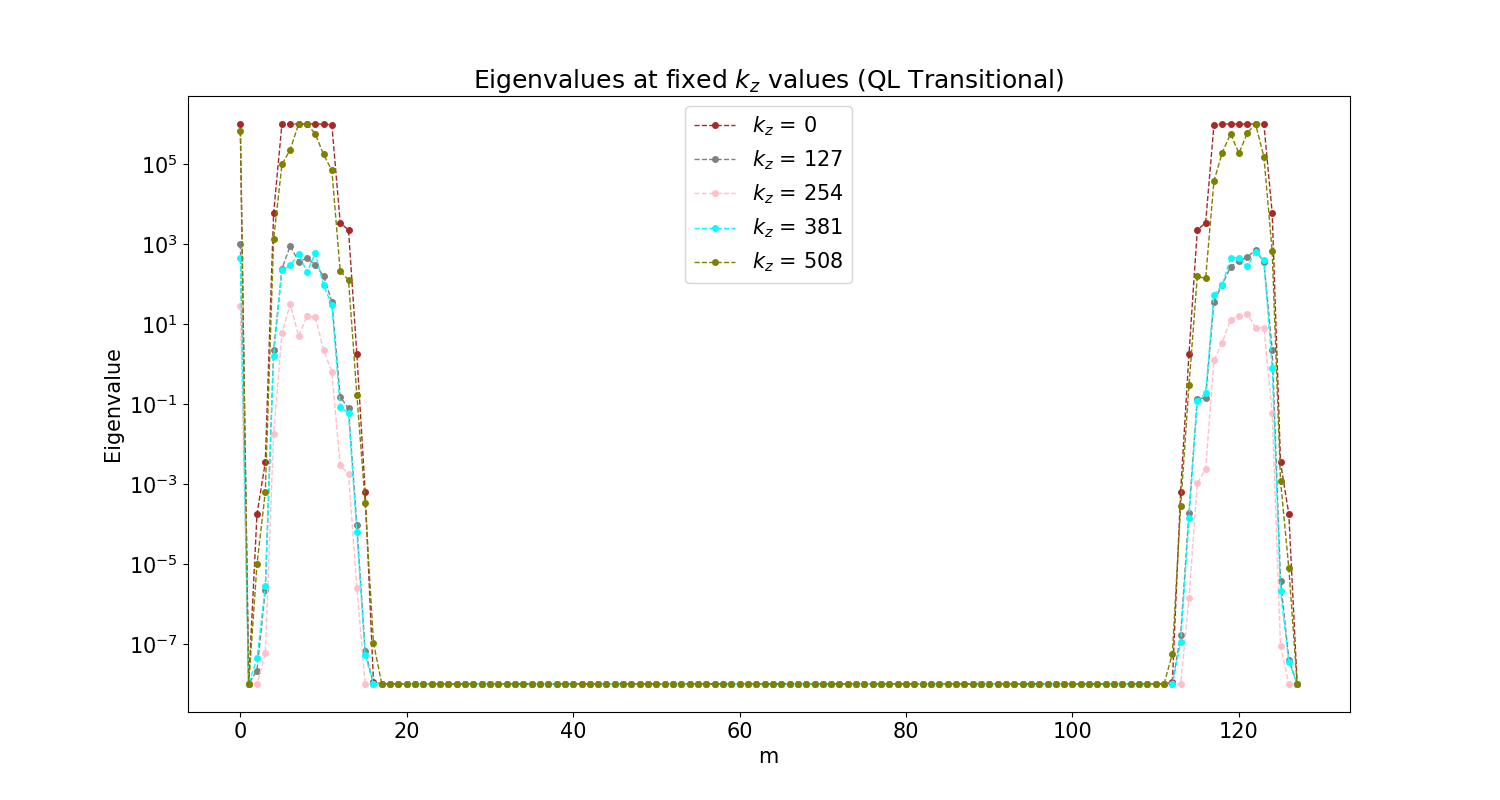 Eigenvalues at fixed $k_z$ values (QL Transitional)
$k_z$ = 0
$k_z$ = 127
$k_z$ = 254
$k_z$ = 381
$k_z$ = 508
Eigenvalue
$10^5$
$10^3$
$10^1$
$10^{-1}$
$10^{-3}$
$10^{-5}$
$10^{-7}$
0 20 40 60 80 100 120
m